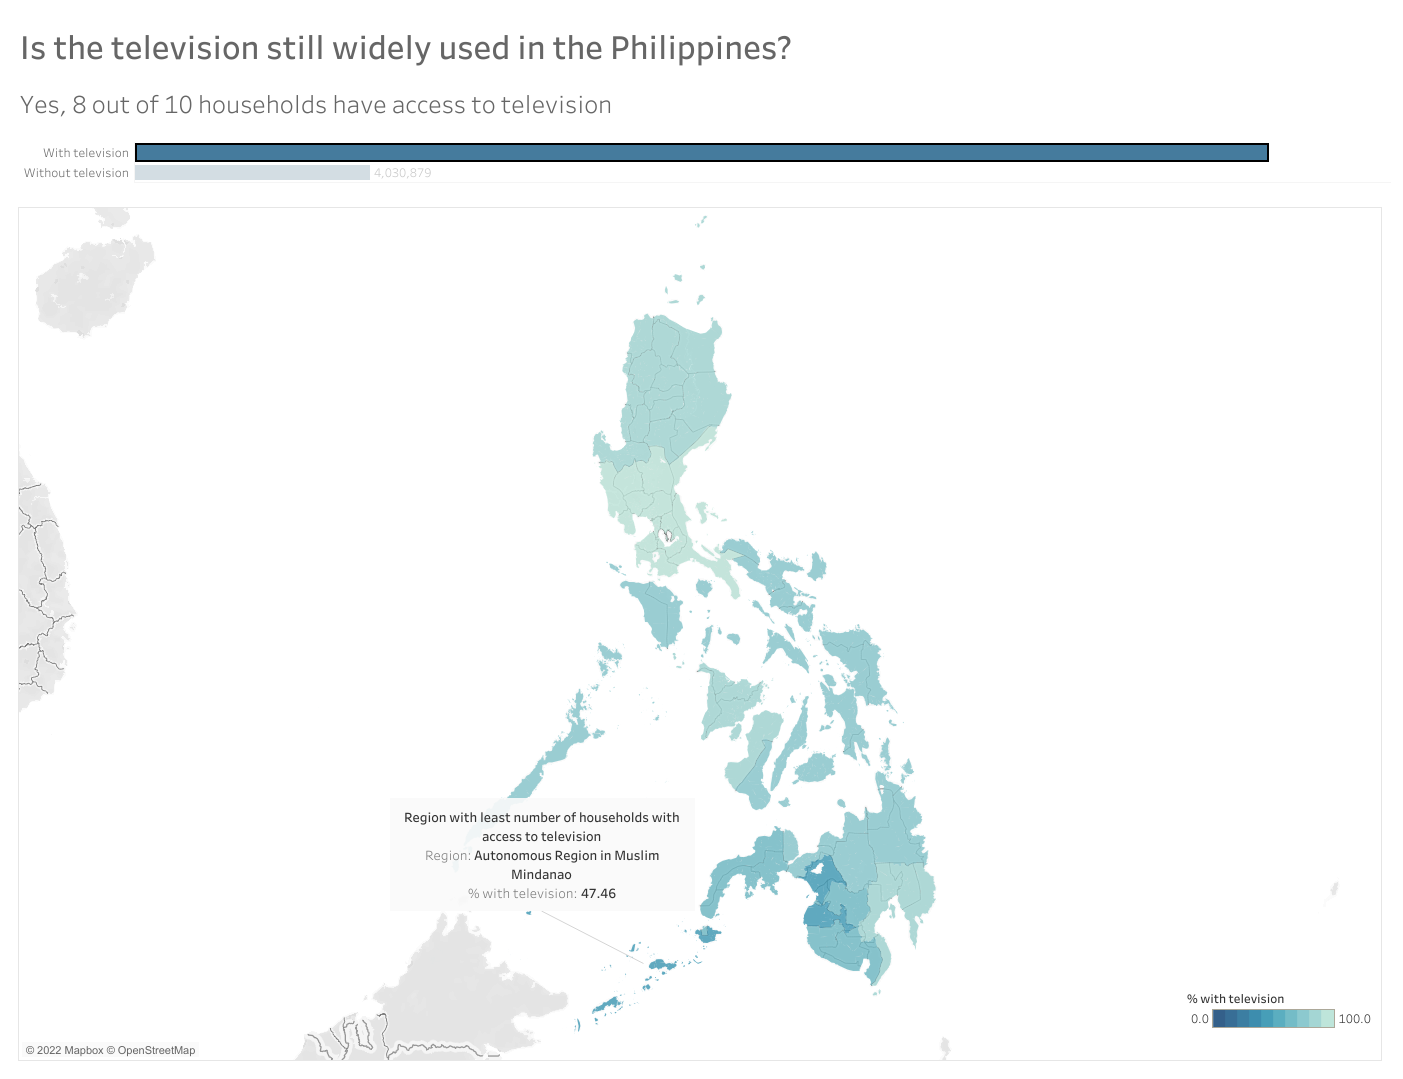 Is the television still widely used in the Philippines?
Yes, 8 out of 10 households have access to television
With television
Without television 4,030,879
Region with least number of households with
access to television
Region: Autonomous Region in Muslim
Mindanao
% with television: 47.46
% with television
0.0 100.0
© 2022 Mapbox © OpenStreetMap